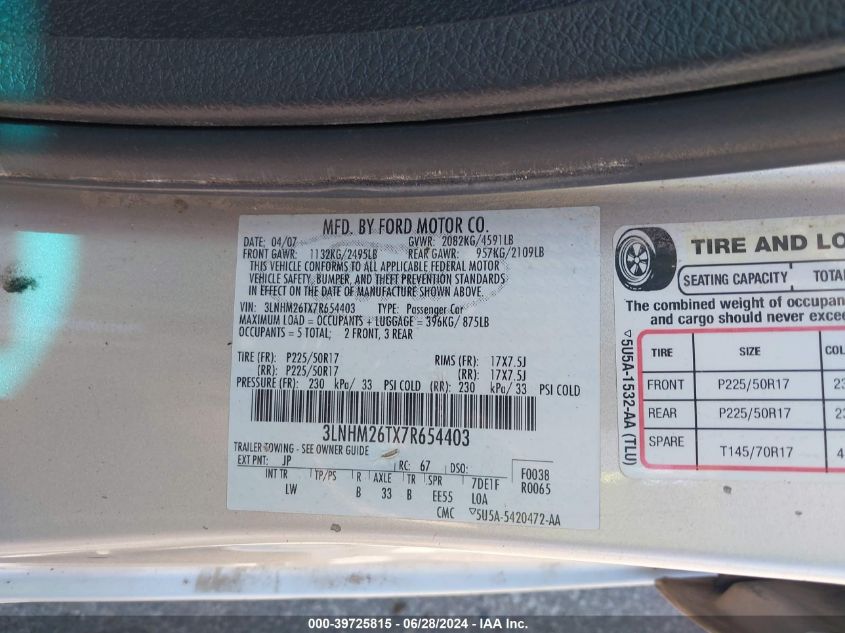 MFD. BY FORD MOTOR CO.
DATE: 04/07 GVWR: 2082KG/4591LB
FRONT GAWR: 1132KG/2495LB REAR GAWR: 957KG/2109LB
THIS VEHICLE CONFORMS TO ALL APPLICABLE FEDERAL MOTOR
VEHICLE SAFETY, BUMPER, AND THEFT PREVENTION STANDARDS
IN EFFECT ON THE DATE OF MANUFACTURE SHOWN ABOVE.
VIN: 3LNHM26TX7R654403 TYPE: Passenger Car
MAXIMUM LOAD = OCCUPANTS + LUGGAGE = 396KG/ 875LB
OCCUPANTS = 5 TOTAL; 2 FRONT, 3 REAR
TIRE (FR): P225/50R17 RIMS (FR): 17X7.5J
(RR): P225/50R17 (RR): 17X7.5J
PRESSURE (FR): 230 kPa/ 33 PSI COLD (RR): 230 kPa/ 33 PSI COLD
3LNHM26TX7R654403
TRAILER TOWING - SEE OWNER GUIDE
EXT PNT: JP RC: 67 DSO: F0038
INT TR TP/PS R AXLE TR SPR 7DE1F R0065
LW B 33 B EE55 LOA
CMC ▽5U5A-5420472-AA
TIRE AND LO
SEATING CAPACITY TOTA
The combined weight of occupan
and cargo should never excee
TIRE SIZE COL
FRONT P225/50R17 23
REAR P225/50R17 23
SPARE T145/70R17 4
▽5U5A-1532-AA (TLU)
000-39725815 - 06/28/2024 - IAA Inc.